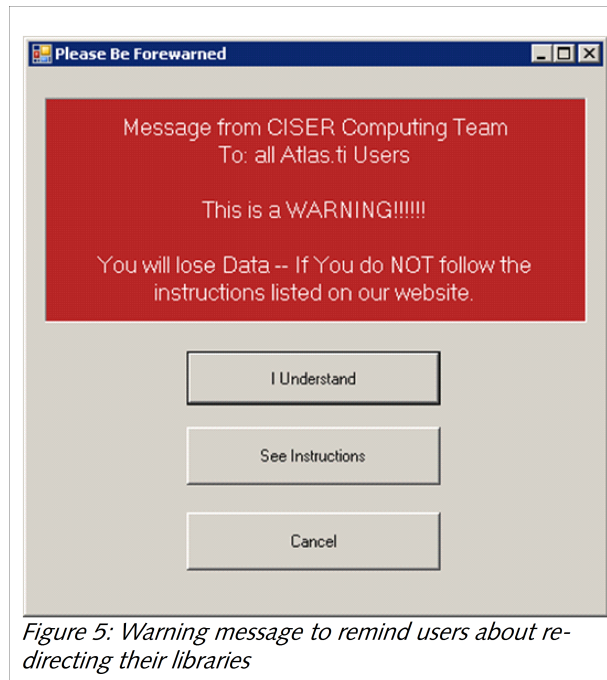 Please Be Forewarned
Message from CISER Computing Team
To: all Atlas.ti Users
This is a WARNING!!!!!!
You will lose Data -- If You do NOT follow the
instructions listed on our website.
I Understand
See Instructions
Cancel
Figure 5: Warning message to remind users about re-
directing their libraries